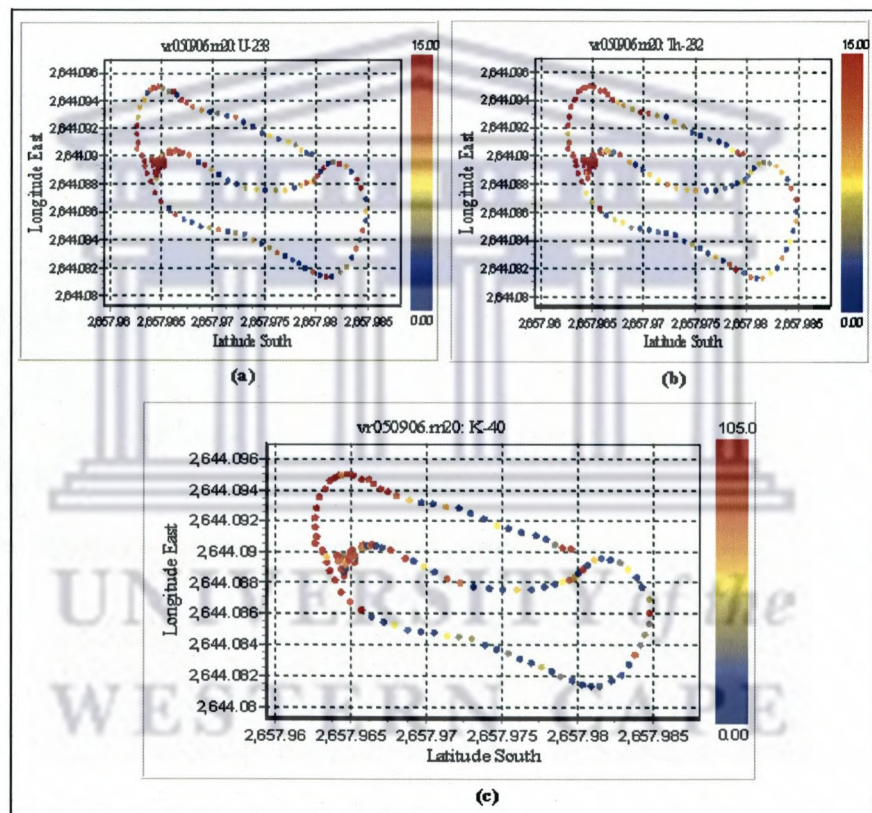 vr050906.m20: U-238
15.00
2,644.096
2,644.094
2,644.092
2,644.09
2,644.088
2,644.086
2,644.084
2,644.082
2,644.08
Longitude East
0.00
2,657.96 2,657.965 2,657.97 2,657.975 2,657.98 2,657.985
Latitude South
(a)
vr050906.m20: Th-232
15.00
2,644.096
2,644.094
2,644.092
2,644.09
2,644.088
2,644.086
2,644.084
2,644.082
2,644.08
Longitude East
0.00
2,657.96 2,657.965 2,657.97 2,657.975 2,657.98 2,657.985
Latitude South
(b)
vr050906.m20: K-40
105.0
2,644.096
2,644.094
2,644.092
2,644.09
2,644.088
2,644.086
2,644.084
2,644.082
2,644.08
Longitude East
0.00
2,657.96 2,657.965 2,657.97 2,657.975 2,657.98 2,657.985
Latitude South
(c)
UNIVERSITY of the
WESTERN CAPE